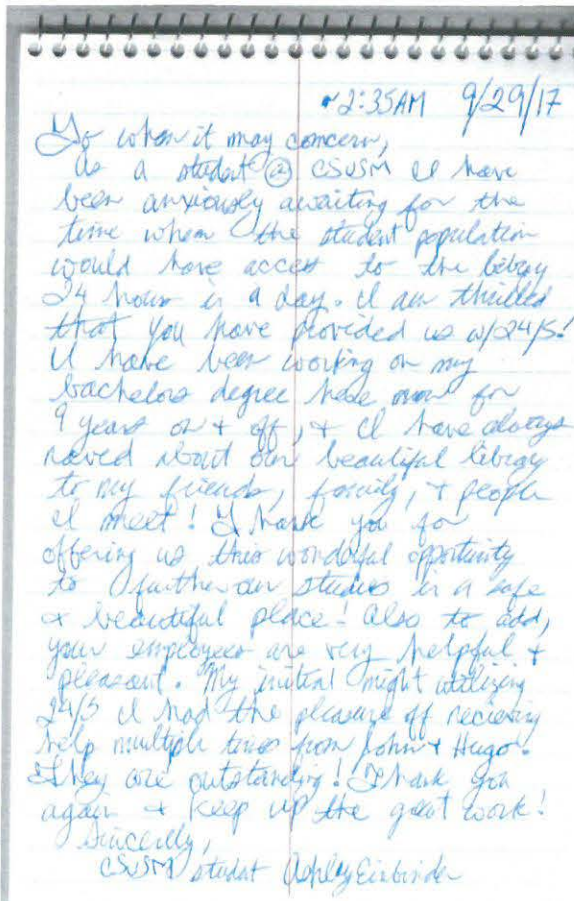 ~2:35AM 9/29/17
To whom it may concern,
as a student @ CSUSM I have
been anxiously awaiting for the
time when the student population
would have access to the library
24 hours in a day. I am thrilled
that you have provided us w/24/5!
I have been working on my
bachelors degree here now for
9 years on + off, + I have always
raved about our beautiful library
to my friends, family, + people
I meet! Thank you for
offering us this wonderful opportunity
to further our studies in a safe
& beautiful place! Also to add,
your employees are very helpful +
pleasant. My initial night utilizing
24/5 I had the pleasure off recieving
help multiple times from John + Hugo.
They are outstanding! Thank you
again + keep up the great work!
Sincerely,
CSUSM student Ashley Einbinder